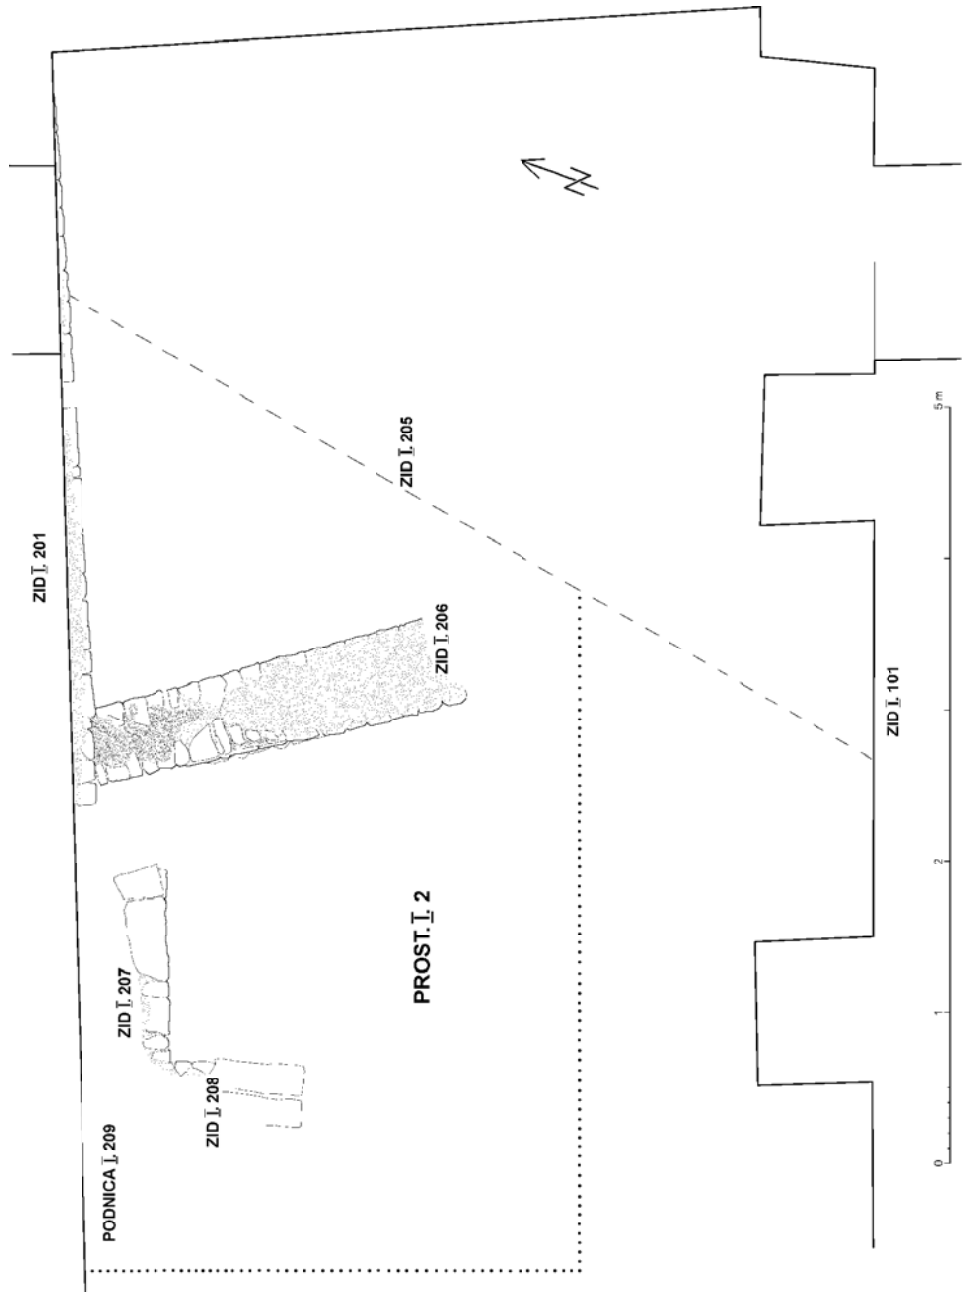 ZID I. 201
ZID I. 205
ZID I. 206
ZID I. 101
PROST. I. 2
ZID I. 207
ZID I. 208
PODNICA I. 209
N
0 1 2 5 m